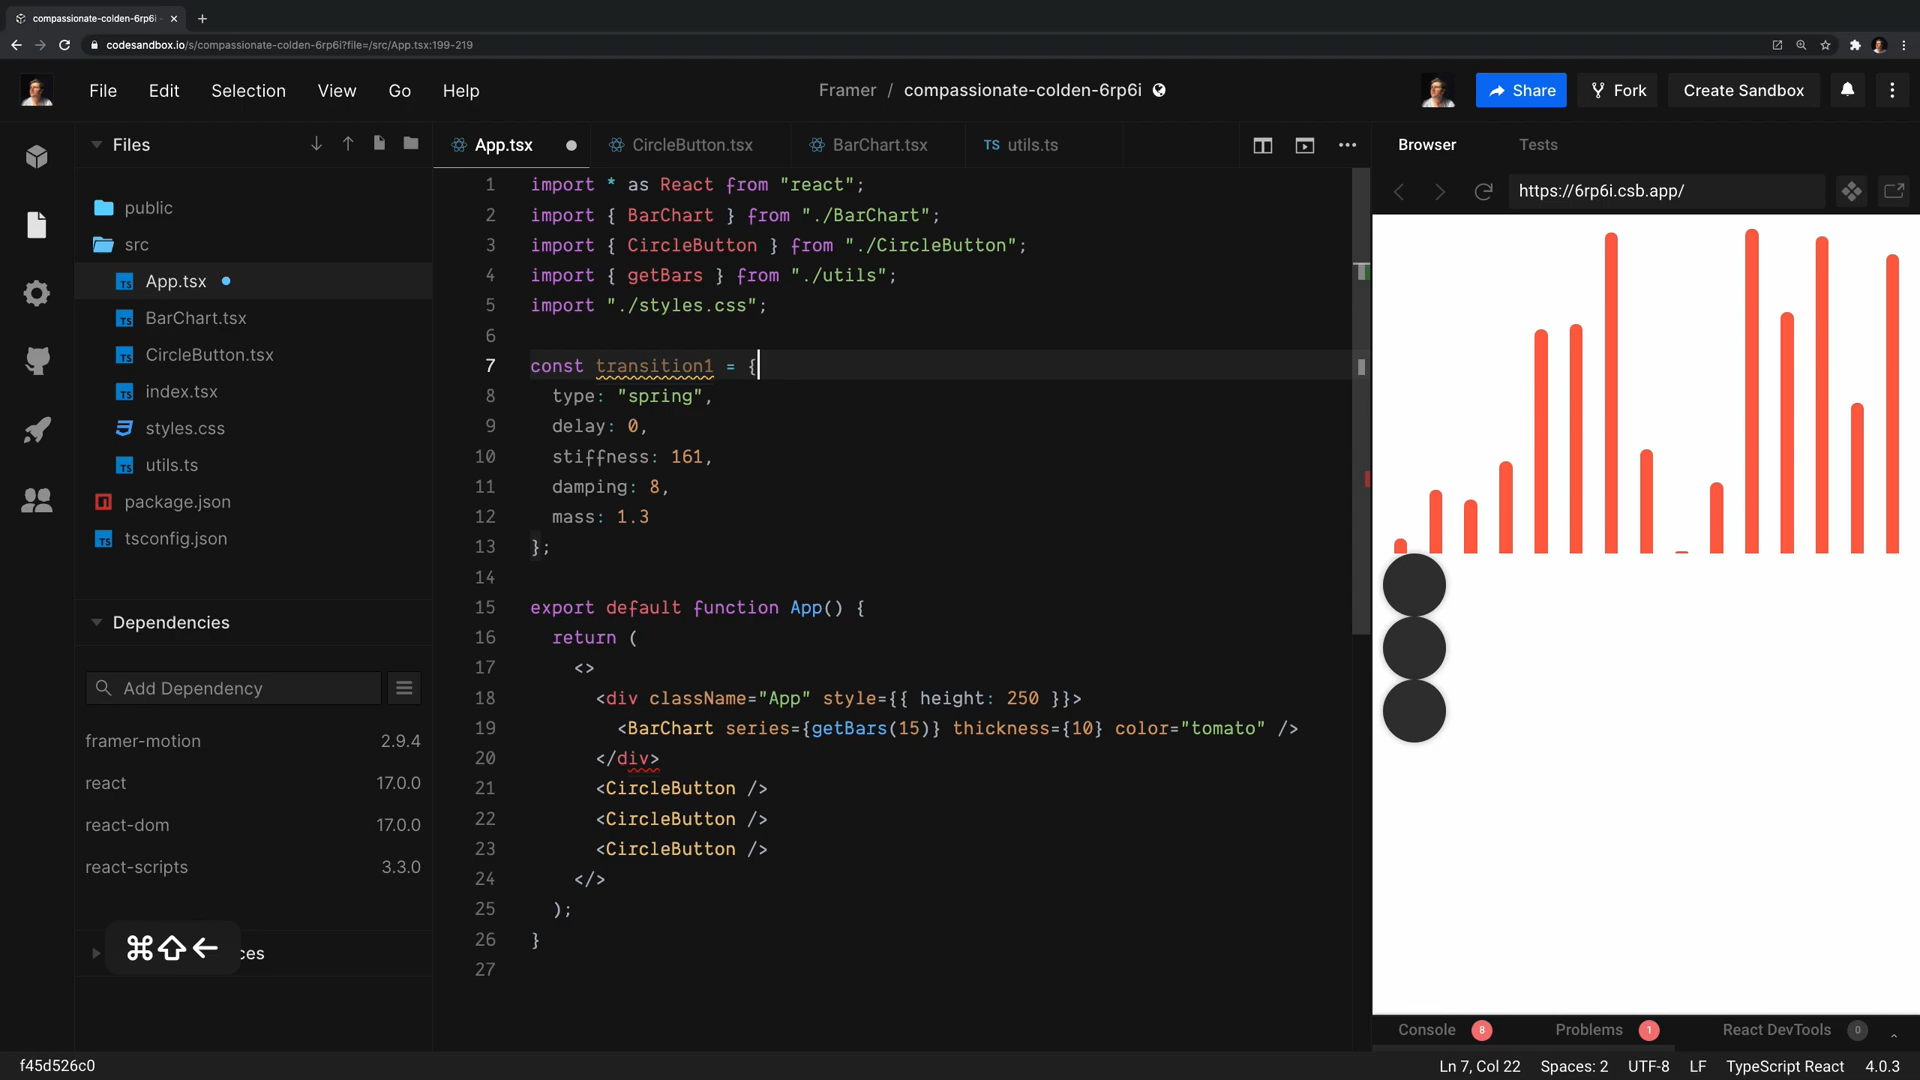 compassionate-colden-6rp6i
codesandbox.io/s/compassionate-colden-6rp6i?file=/src/App.tsx:199-219
File Edit Selection View Go Help
Framer / compassionate-colden-6rp6i
Share Fork Create Sandbox
Files
public
src
TS App.tsx
TS BarChart.tsx
TS CircleButton.tsx
TS index.tsx
styles.css
TS utils.ts
package.json
TS tsconfig.json
Dependencies
Add Dependency
framer-motion 2.9.4
react 17.0.0
react-dom 17.0.0
react-scripts 3.3.0
⌘⇧← ces
App.tsx CircleButton.tsx BarChart.tsx TS utils.ts
1 import * as React from "react";
2 import { BarChart } from "./BarChart";
3 import { CircleButton } from "./CircleButton";
4 import { getBars } from "./utils";
5 import "./styles.css";
6
7 const transition1 = {
8 type: "spring",
9 delay: 0,
10 stiffness: 161,
11 damping: 8,
12 mass: 1.3
13 };
14
15 export default function App() {
16 return (
17 <>
18 <div className="App" style={{ height: 250 }}>
19 <BarChart series={getBars(15)} thickness={10} color="tomato" />
20 </div>
21 <CircleButton />
22 <CircleButton />
23 <CircleButton />
24 </>
25 );
26 }
27
Browser Tests
https://6rp6i.csb.app/
Console 8 Problems 1 React DevTools 0
f45d526c0
Ln 7, Col 22 Spaces: 2 UTF-8 LF TypeScript React 4.0.3